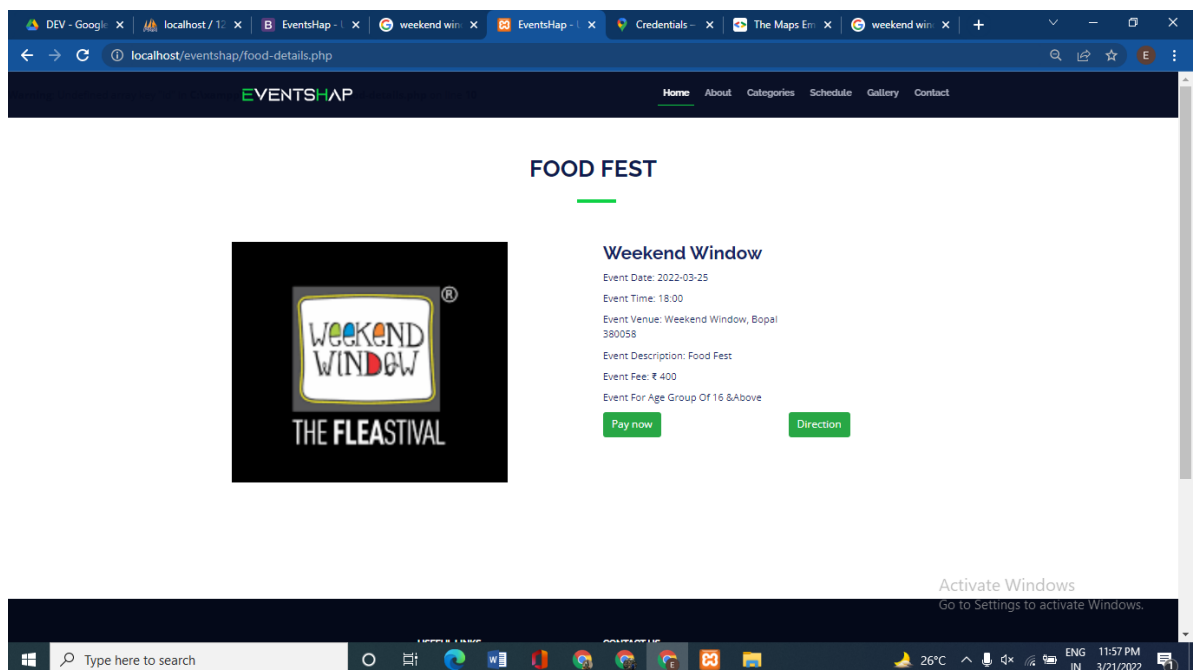 DEV - Google
localhost / 12
EventsHap - U
weekend win
EventsHap - U
Credentials –
The Maps Em
weekend win
localhost/eventshap/food-details.php
E
EVENTSHAP
Home About Categories Schedule Gallery Contact
FOOD FEST
WEEKEND
WINDOW
®
THE FLEASTIVAL
Weekend Window
Event Date: 2022-03-25
Event Time: 18:00
Event Venue: Weekend Window, Bopal
380058
Event Description: Food Fest
Event Fee: ₹ 400
Event For Age Group Of 16 &Above
Pay now
Direction
Activate Windows
Go to Settings to activate Windows.
USEFUL LINKS
CONTACT US
Type here to search
26°C
ENG
IN
11:57 PM
3/21/2022